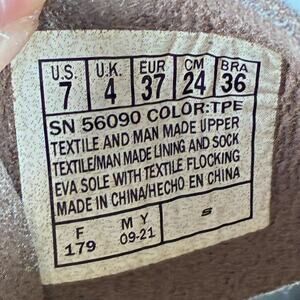 U.S. U.K. EUR CM BRA
7 4 37 24 36
SN 56090 COLOR:TPE
TEXTILE AND MAN MADE UPPER
TEXTILE/MAN MADE LINING AND SOCK
EVA SOLE WITH TEXTILE FLOCKING
MADE IN CHINA/HECHO EN CHINA
F M Y S
179 09-21